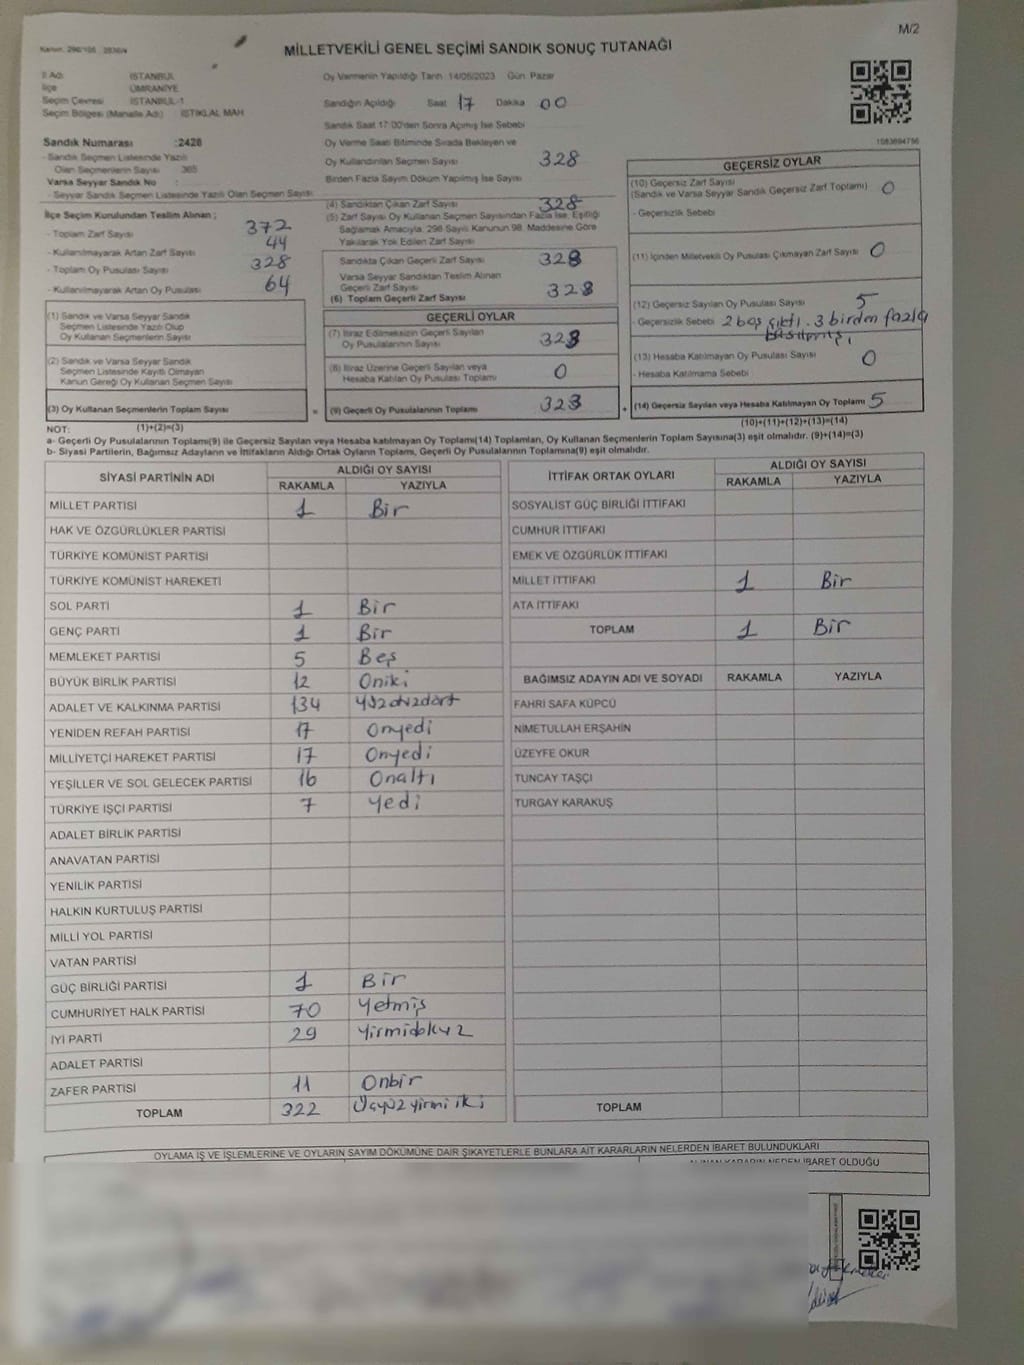 M/2
Kanun. 298/105 , 2839/4
MİLLETVEKİLİ GENEL SEÇİMİ SANDIK SONUÇ TUTANAĞI
İl Adı İSTANBUL
İlçe ÜMRANİYE
Seçim Çevresi İSTANBUL-1
Seçim Bölgesi (Mahalle Adı) İSTİKLAL MAH
Oy Vermenin Yapıldığı Tarih :14/05/2023 Gün: Pazar
Sandığın Açıldığı Saat 17 Dakika 00
Sandık Saat 17:00'den Sonra Açılmış İse Sebebi
Sandık Numarası :2428
- Sandık Seçmen Listesinde Yazılı
Olan Seçmenlerin Sayısı 365
Varsa Seyyar Sandık No :
- Seyyar Sandık Seçmen Listesinde Yazılı Olan Seçmen Sayısı
Oy Verme Saati Bitiminde Sırada Bekleyen ve
Oy Kullandırılan Seçmen Sayısı 328
Birden Fazla Sayım Döküm Yapılmış İse Sayısı
1083694756
İlçe Seçim Kurulundan Teslim Alınan ;
- Toplam Zarf Sayısı 372
- Kullanılmayarak Artan Zarf Sayısı 44
- Toplam Oy Pusulası Sayısı 328
- Kullanılmayarak Artan Oy Pusulası 64
(4) Sandıktan Çıkan Zarf Sayısı 328
(5) Zarf Sayısı Oy Kullanan Seçmen Sayısından Fazla İse, Eşitliği
Sağlamak Amacıyla, 298 Sayılı Kanunun 98. Maddesine Göre
Yakılarak Yok Edilen Zarf Sayısı
Sandıkta Çıkan Geçerli Zarf Sayısı 328
Varsa Seyyar Sandıktan Teslim Alınan
Geçerli Zarf Sayısı
(6) Toplam Geçerli Zarf Sayısı 328
GEÇERSİZ OYLAR
(10) Geçersiz Zarf Sayısı
(Sandık ve Varsa Seyyar Sandık Geçersiz Zarf Toplamı) 0
- Geçersizlik Sebebi
(11) İçinden Milletvekili Oy Pusulası Çıkmayan Zarf Sayısı 0
(12) Geçersiz Sayılan Oy Pusulası Sayısı 5
- Geçersizlik Sebebi 2 boş çıktı. 3 birden fazla
basılmış.
(13) Hesaba Katılmayan Oy Pusulası Sayısı 0
- Hesaba Katılmama Sebebi
(14) Geçersiz Sayılan veya Hesaba Katılmayan Oy Toplamı 5
(10)+(11)+(12)+(13)=(14)
(1) Sandık ve Varsa Seyyar Sandık
Seçmen Listesinde Yazılı Olup
Oy Kullanan Seçmenlerin Sayısı
(2) Sandık ve Varsa Seyyar Sandık
Seçmen Listesinde Kayıtlı Olmayan
Kanun Gereği Oy Kullanan Seçmen Sayısı
(3) Oy Kullanan Seçmenlerin Toplam Sayısı =
(1)+(2)=(3)
GEÇERLİ OYLAR
(7) İtiraz Edilmeksizin Geçerli Sayılan
Oy Pusulalarının Sayısı 323
(8) İtiraz Üzerine Geçerli Sayılan veya
Hesaba Katılan Oy Pusulası Toplamı 0
(9) Geçerli Oy Pusulalarının Toplamı 323 +
NOT:
a- Geçerli Oy Pusulalarının Toplamı(9) ile Geçersiz Sayılan veya Hesaba katılmayan Oy Toplamı(14) Toplamları, Oy Kullanan Seçmenlerin Toplam Sayısına(3) eşit olmalıdır. (9)+(14)=(3)
b- Siyasi Partilerin, Bağımsız Adayların ve İttifakların Aldığı Ortak Oyların Toplamı, Geçerli Oy Pusulalarının Toplamına(9) eşit olmalıdır.
SİYASİ PARTİNİN ADI ALDIĞI OY SAYISI
RAKAMLA YAZIYLA
MİLLET PARTİSİ 1 Bir
HAK VE ÖZGÜRLÜKLER PARTİSİ
TÜRKİYE KOMÜNİST PARTİSİ
TÜRKİYE KOMÜNİST HAREKETİ
SOL PARTİ 1 Bir
GENÇ PARTİ 1 Bir
MEMLEKET PARTİSİ 5 Beş
BÜYÜK BİRLİK PARTİSİ 12 Oniki
ADALET VE KALKINMA PARTİSİ 134 yüzotuzdört
YENİDEN REFAH PARTİSİ 17 Onyedi
MİLLİYETÇİ HAREKET PARTİSİ 17 Onyedi
YEŞİLLER VE SOL GELECEK PARTİSİ 16 Onaltı
TÜRKİYE İŞÇİ PARTİSİ 7 yedi
ADALET BİRLİK PARTİSİ
ANAVATAN PARTİSİ
YENİLİK PARTİSİ
HALKIN KURTULUŞ PARTİSİ
MİLLİ YOL PARTİSİ
VATAN PARTİSİ
GÜÇ BİRLİĞİ PARTİSİ 1 Bir
CUMHURİYET HALK PARTİSİ 70 yetmiş
İYİ PARTİ 29 yirmidokuz
ADALET PARTİSİ
ZAFER PARTİSİ 11 Onbir
TOPLAM 322 Üçyüz yirmi iki
İTTİFAK ORTAK OYLARI ALDIĞI OY SAYISI
RAKAMLA YAZIYLA
SOSYALİST GÜÇ BİRLİĞİ İTTİFAKI
CUMHUR İTTİFAKI
EMEK VE ÖZGÜRLÜK İTTİFAKI
MİLLET İTTİFAKI 1 Bir
ATA İTTİFAKI
TOPLAM 1 Bir
BAĞIMSIZ ADAYIN ADI VE SOYADI RAKAMLA YAZIYLA
FAHRİ SAFA KÜPCÜ
NİMETULLAH ERŞAHİN
ÜZEYFE OKUR
TUNCAY TAŞÇI
TURGAY KARAKUŞ
TOPLAM
OYLAMA İŞ VE İŞLEMLERİNE VE OYLARIN SAYIM DÖKÜMÜNE DAİR ŞİKAYETLERLE BUNLARA AİT KARARLARIN NELERDEN İBARET BULUNDUKLARI
ALINAN KARARIN NEDEN İBARET OLDUĞU